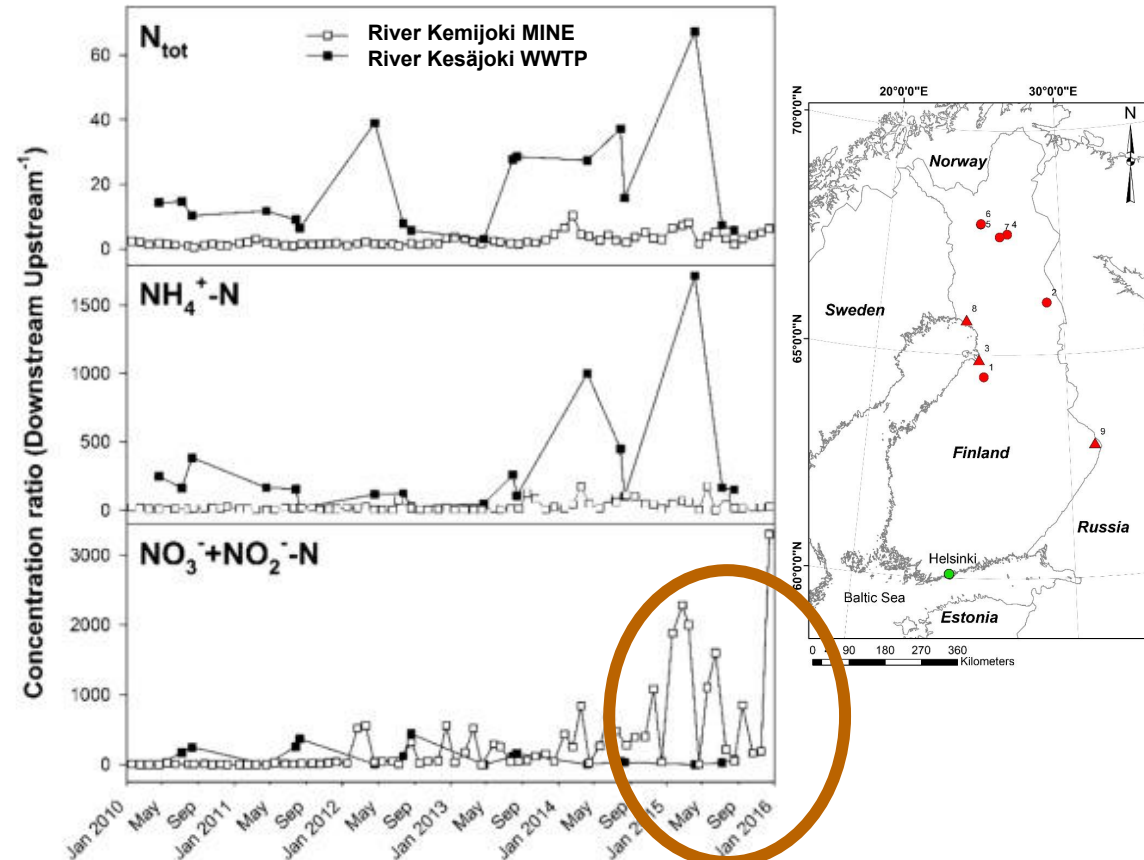 N_tot
River Kemijoki MINE
River Kesäjoki WWTP
60
40
20
0
NH₄⁺-N
1500
1000
500
0
NO₃⁻+NO₂⁻-N
3000
2000
1000
0
Concentration ratio (Downstream Upstream⁻¹)
Jan 2010
May
Sep
Jan 2011
May
Sep
Jan 2012
May
Sep
Jan 2013
May
Sep
Jan 2014
May
Sep
Jan 2015
May
Sep
Jan 2016
20°0'0"E 30°0'0"E
70°0'0"N
65°0'0"N
60°0'0"N
N
Norway
6
5
7 4
2
Sweden
8
3
1
9
Finland
Russia
Helsinki
Baltic Sea
Estonia
0 90 180 270 360
Kilometers